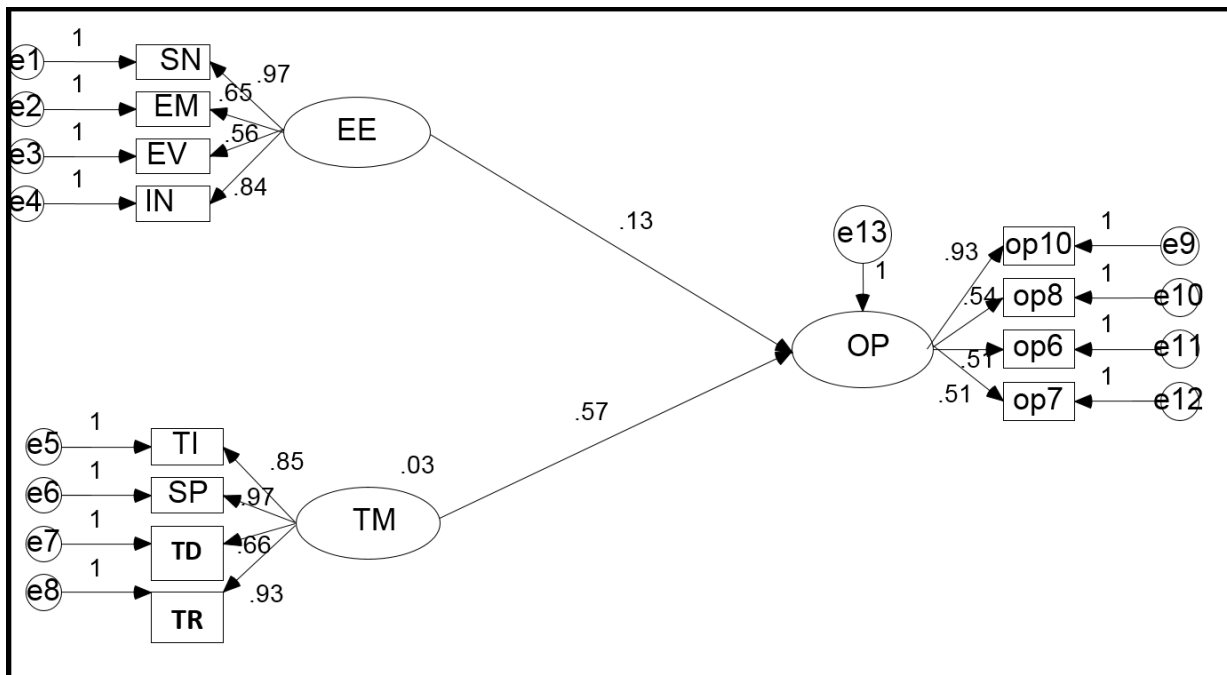 e1 1 SN .97
e2 1 EM .65
e3 1 EV .56
e4 1 IN .84
EE
.13
e13
1
OP
.93 op10 1 e9
.54 op8 1 e10
.51 op6 1 e11
.51 op7 1 e12
.57
e5 1 TI .85
e6 1 SP .97
e7 1 TD .66
e8 1 TR .93
.03
TM